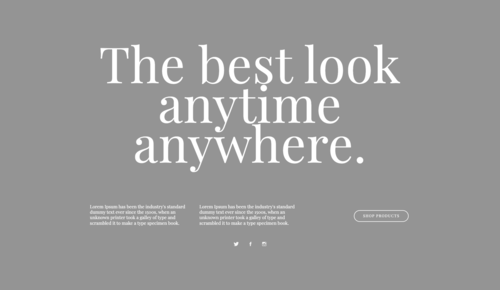 The best look
anytime
anywhere.
Lorem Ipsum has been the industry's standard
dummy text ever since the 1500s, when an
unknown printer took a galley of type and
scrambled it to make a type specimen book.
Lorem Ipsum has been the industry's standard
dummy text ever since the 1500s, when an
unknown printer took a galley of type and
scrambled it to make a type specimen book.
SHOP PRODUCTS